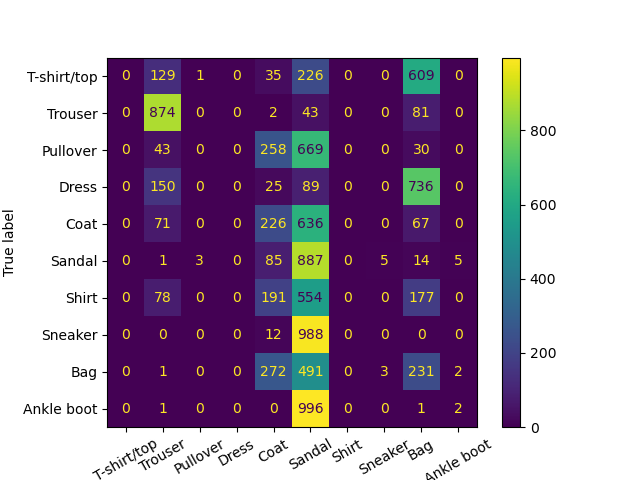 T-shirt/top 0 129 1 0 35 226 0 0 609 0
Trouser 0 874 0 0 2 43 0 0 81 0
800
Pullover 0 43 0 0 258 669 0 0 30 0
Dress 0 150 0 0 25 89 0 0 736 0
600
Coat 0 71 0 0 226 636 0 0 67 0
True label
Sandal 0 1 3 0 85 887 0 5 14 5
400
Shirt 0 78 0 0 191 554 0 0 177 0
Sneaker 0 0 0 0 12 988 0 0 0 0
200
Bag 0 1 0 0 272 491 0 3 231 2
Ankle boot 0 1 0 0 0 996 0 0 1 2
0
T-shirt/top Trouser Pullover Dress Coat Sandal Shirt Sneaker Bag Ankle boot